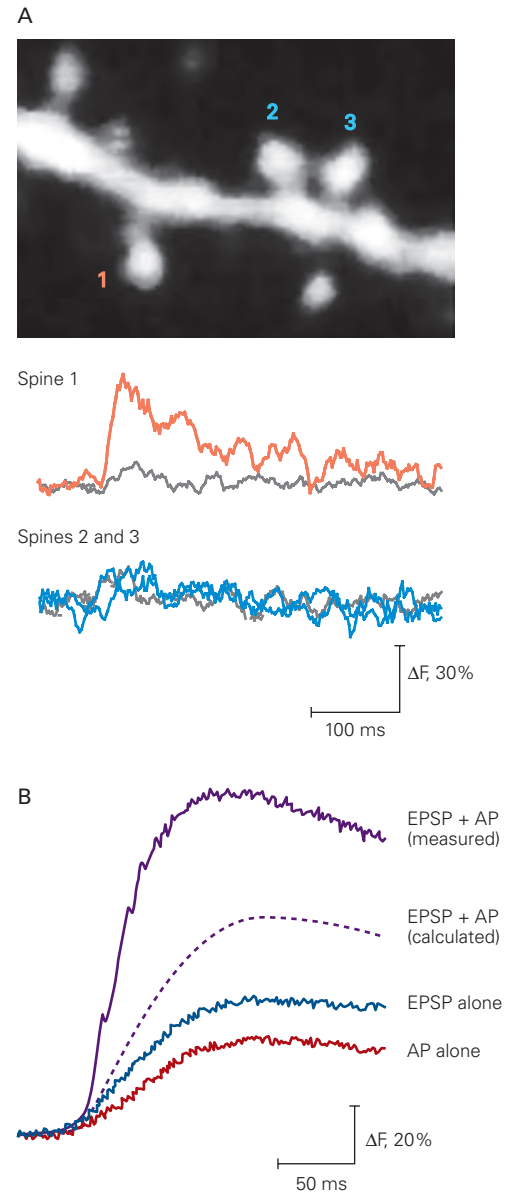 A
2
3
1
Spine 1
Spines 2 and 3
ΔF, 30%
100 ms
B
EPSP + AP
(measured)
EPSP + AP
(calculated)
EPSP alone
AP alone
ΔF, 20%
50 ms